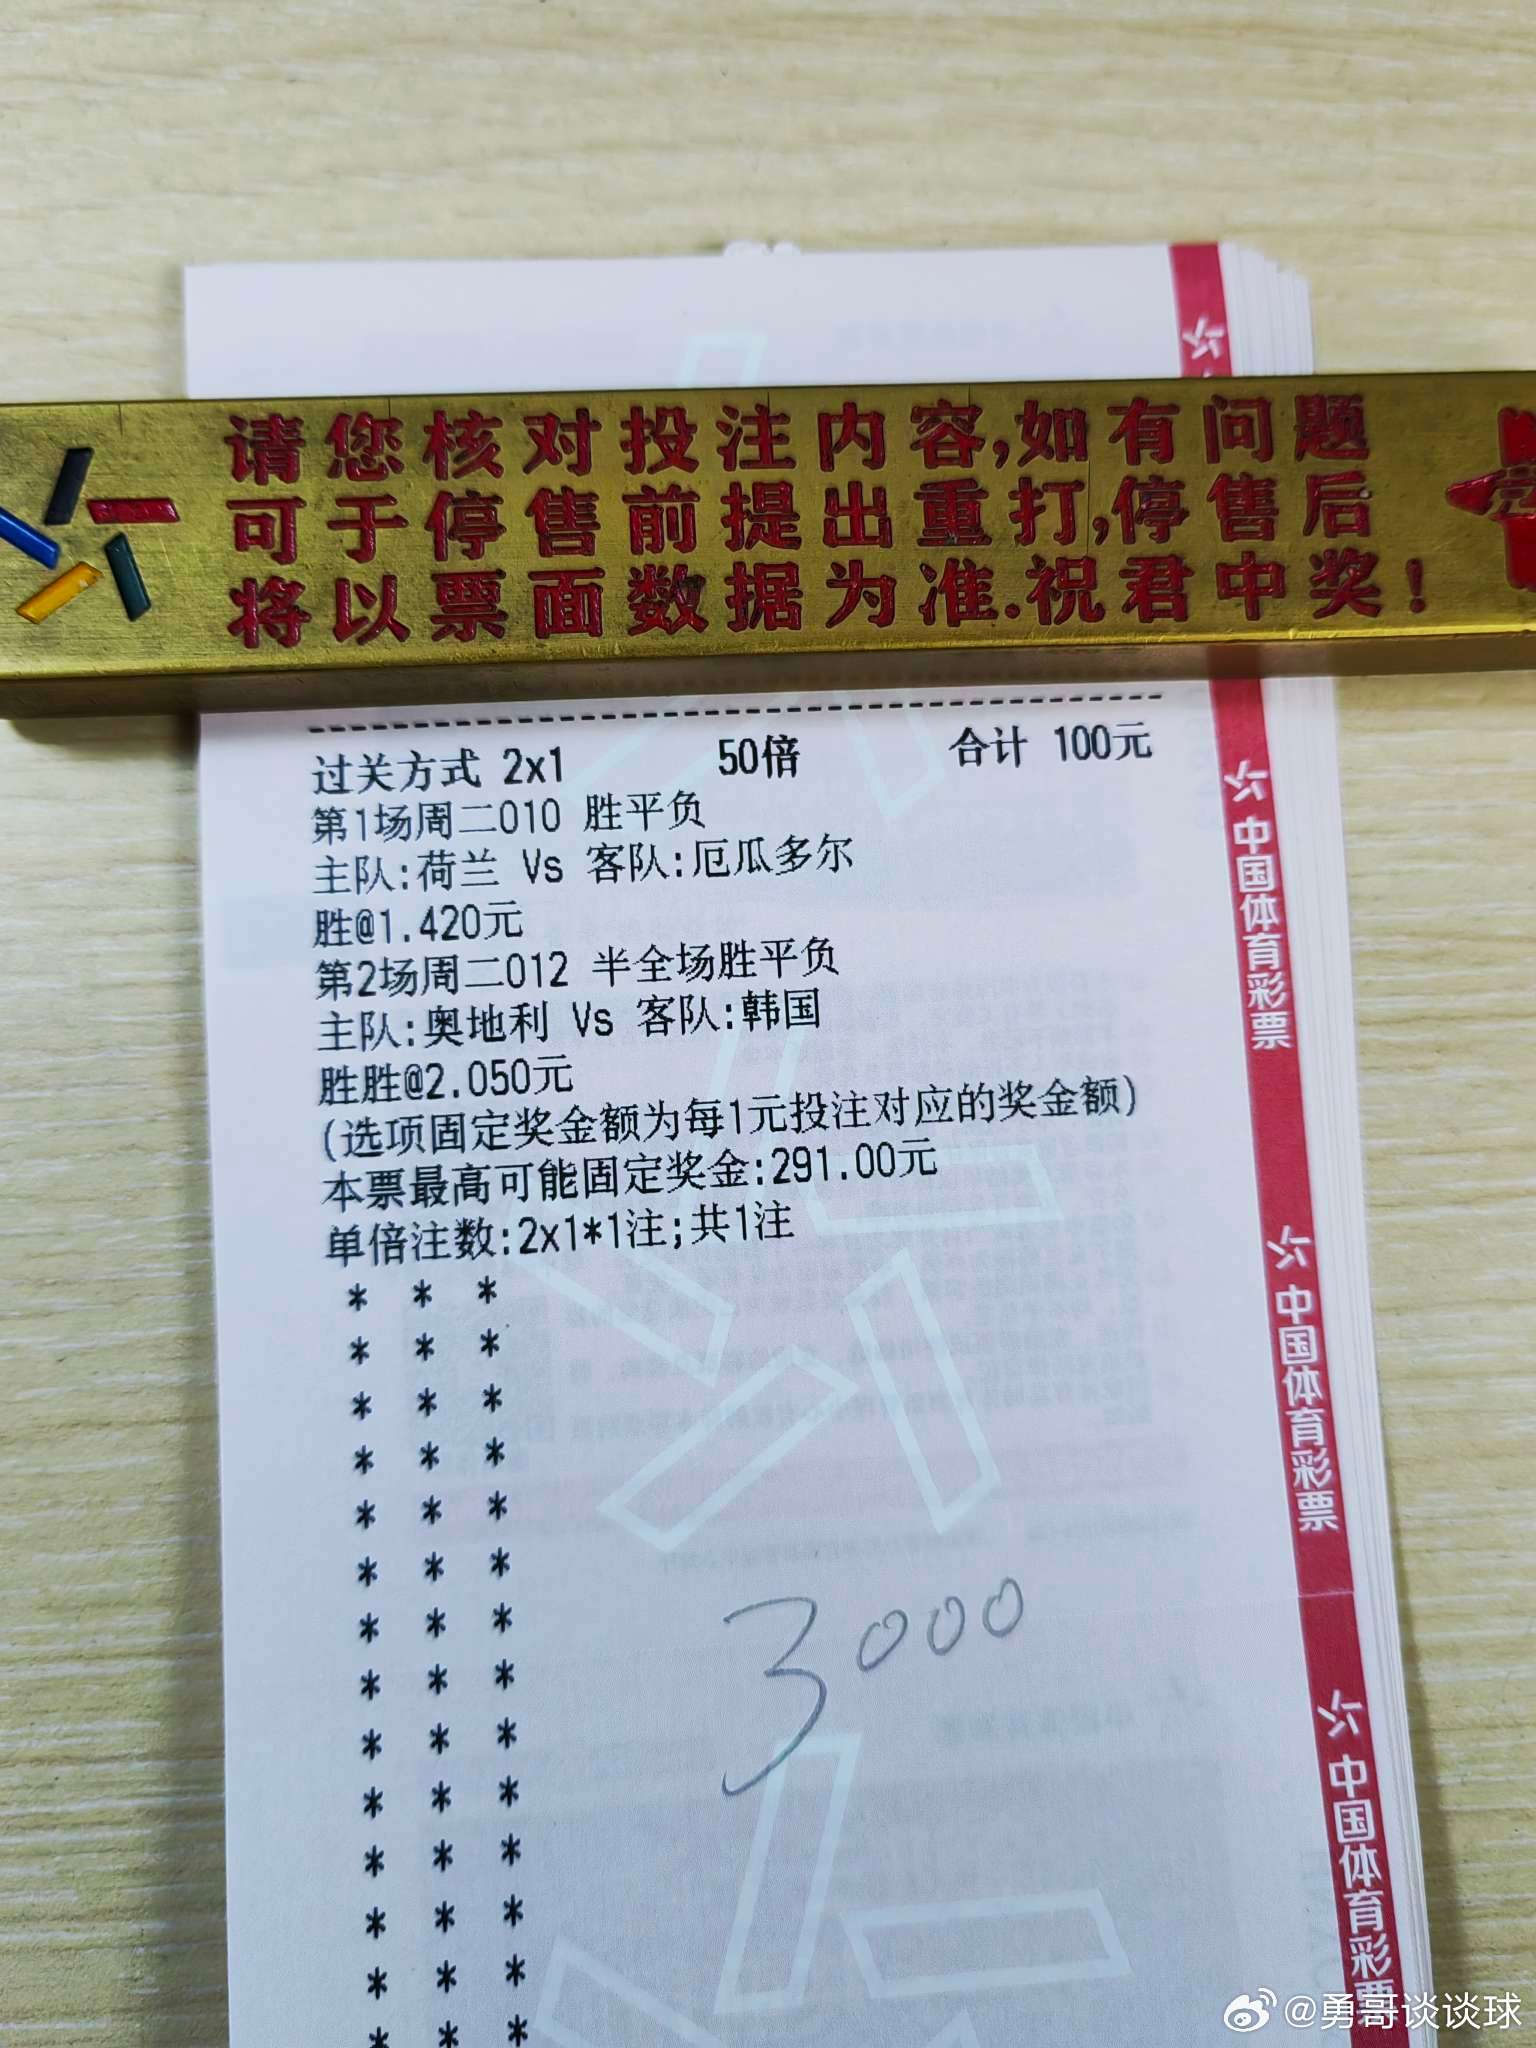 请您核对投注内容,如有问题
可于停售前提出重打,停售后
将以票面数据为准.祝君中奖!
过关方式 2x1 50倍 合计 100元
第1场周二010 胜平负
主队:荷兰 Vs 客队:厄瓜多尔
胜@1.420元
第2场周二012 半全场胜平负
主队:奥地利 Vs 客队:韩国
胜胜@2.050元
(选项固定奖金额为每1元投注对应的奖金额)
本票最高可能固定奖金:291.00元
单倍注数:2x1*1注;共1注
* * *
* * *
* * *
* * *
* * *
* * *
* * *
* * *
* * *
* * *
* * *
* * *
* * *
* * *
3000
中国体育彩票
中国体育彩票
中国体育彩票
@勇哥谈谈球